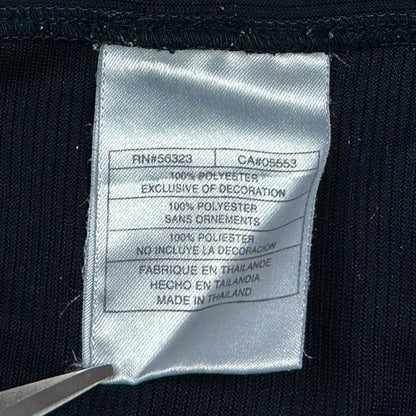 RN#56323 CA#05553
100% POLYESTER
EXCLUSIVE OF DECORATION
100% POLYESTER
SANS ORNEMENTS
100% POLIESTER
NO INCLUYE LA DECORACION
FABRIQUE EN THAILANDE
HECHO EN TAILANDIA
MADE IN THAILAND